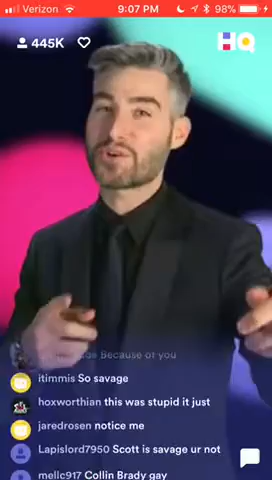 Verizon 9:07 PM 98%
445K HQ
Because of you
itimmis So savage
hoxworthian this was stupid it just
jaredrosen notice me
Lapislord7950 Scott is savage ur not
mellc917 Collin Brady gay